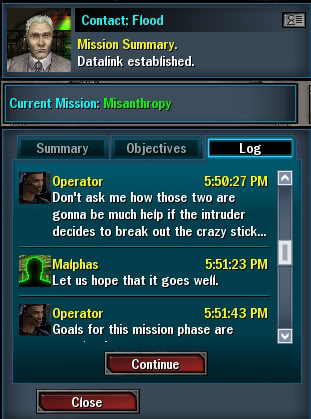 Contact: Flood
Mission Summary.
Datalink established.
Current Mission: Misanthropy
Summary Objectives Log
Operator 5:50:27 PM
Don't ask me how those two are
gonna be much help if the intruder
decides to break out the crazy stick...
Malphas 5:51:23 PM
Let us hope that it goes well.
Operator 5:51:43 PM
Goals for this mission phase are
Continue
Close